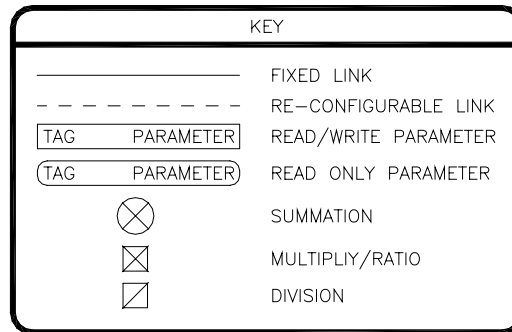 KEY
FIXED LINK
RE-CONFIGURABLE LINK
TAG PARAMETER READ/WRITE PARAMETER
TAG PARAMETER READ ONLY PARAMETER
SUMMATION
MULTIPLIY/RATIO
DIVISION